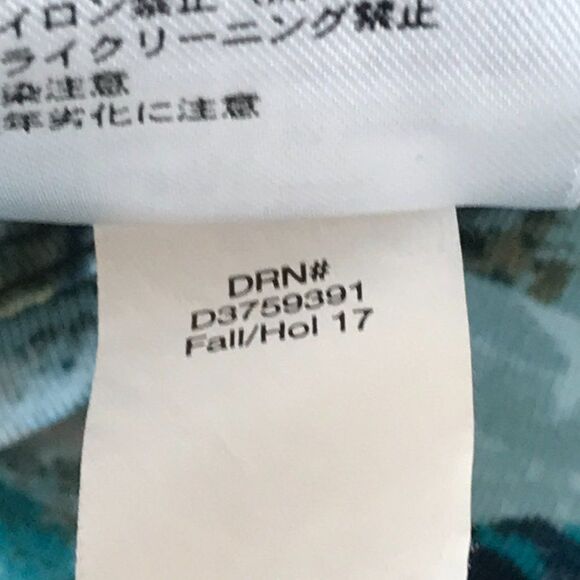 イロン禁止
ライクリーニング禁止
染注意
年劣化に注意
DRN#
D3759391
Fall/Hol 17